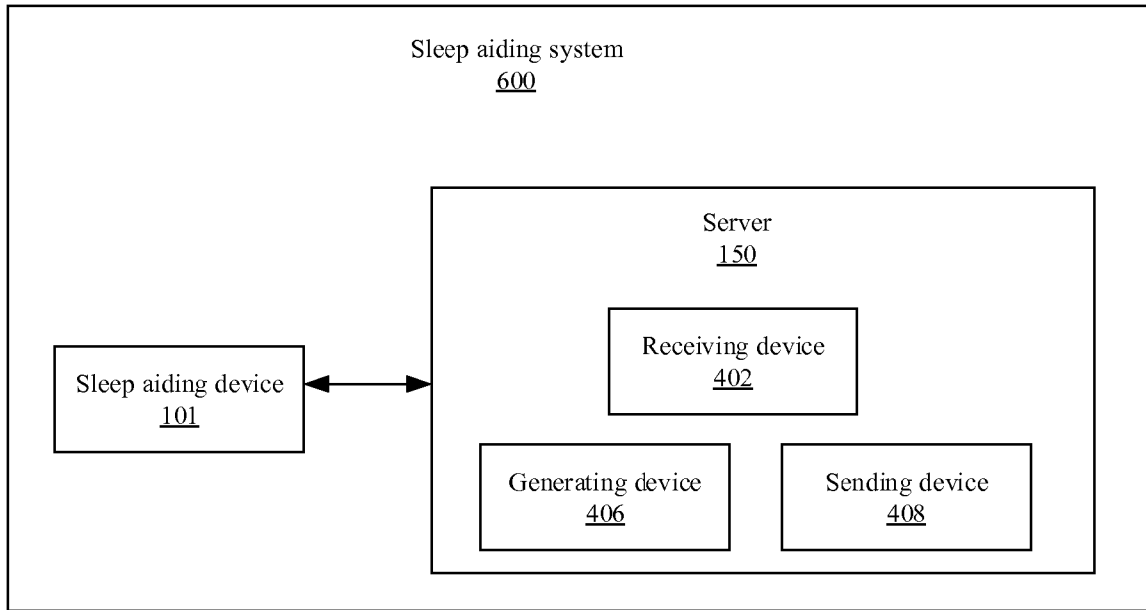 Sleep aiding system
600
Server
150
Receiving device
402
Sleep aiding device
101
Generating device
406
Sending device
408